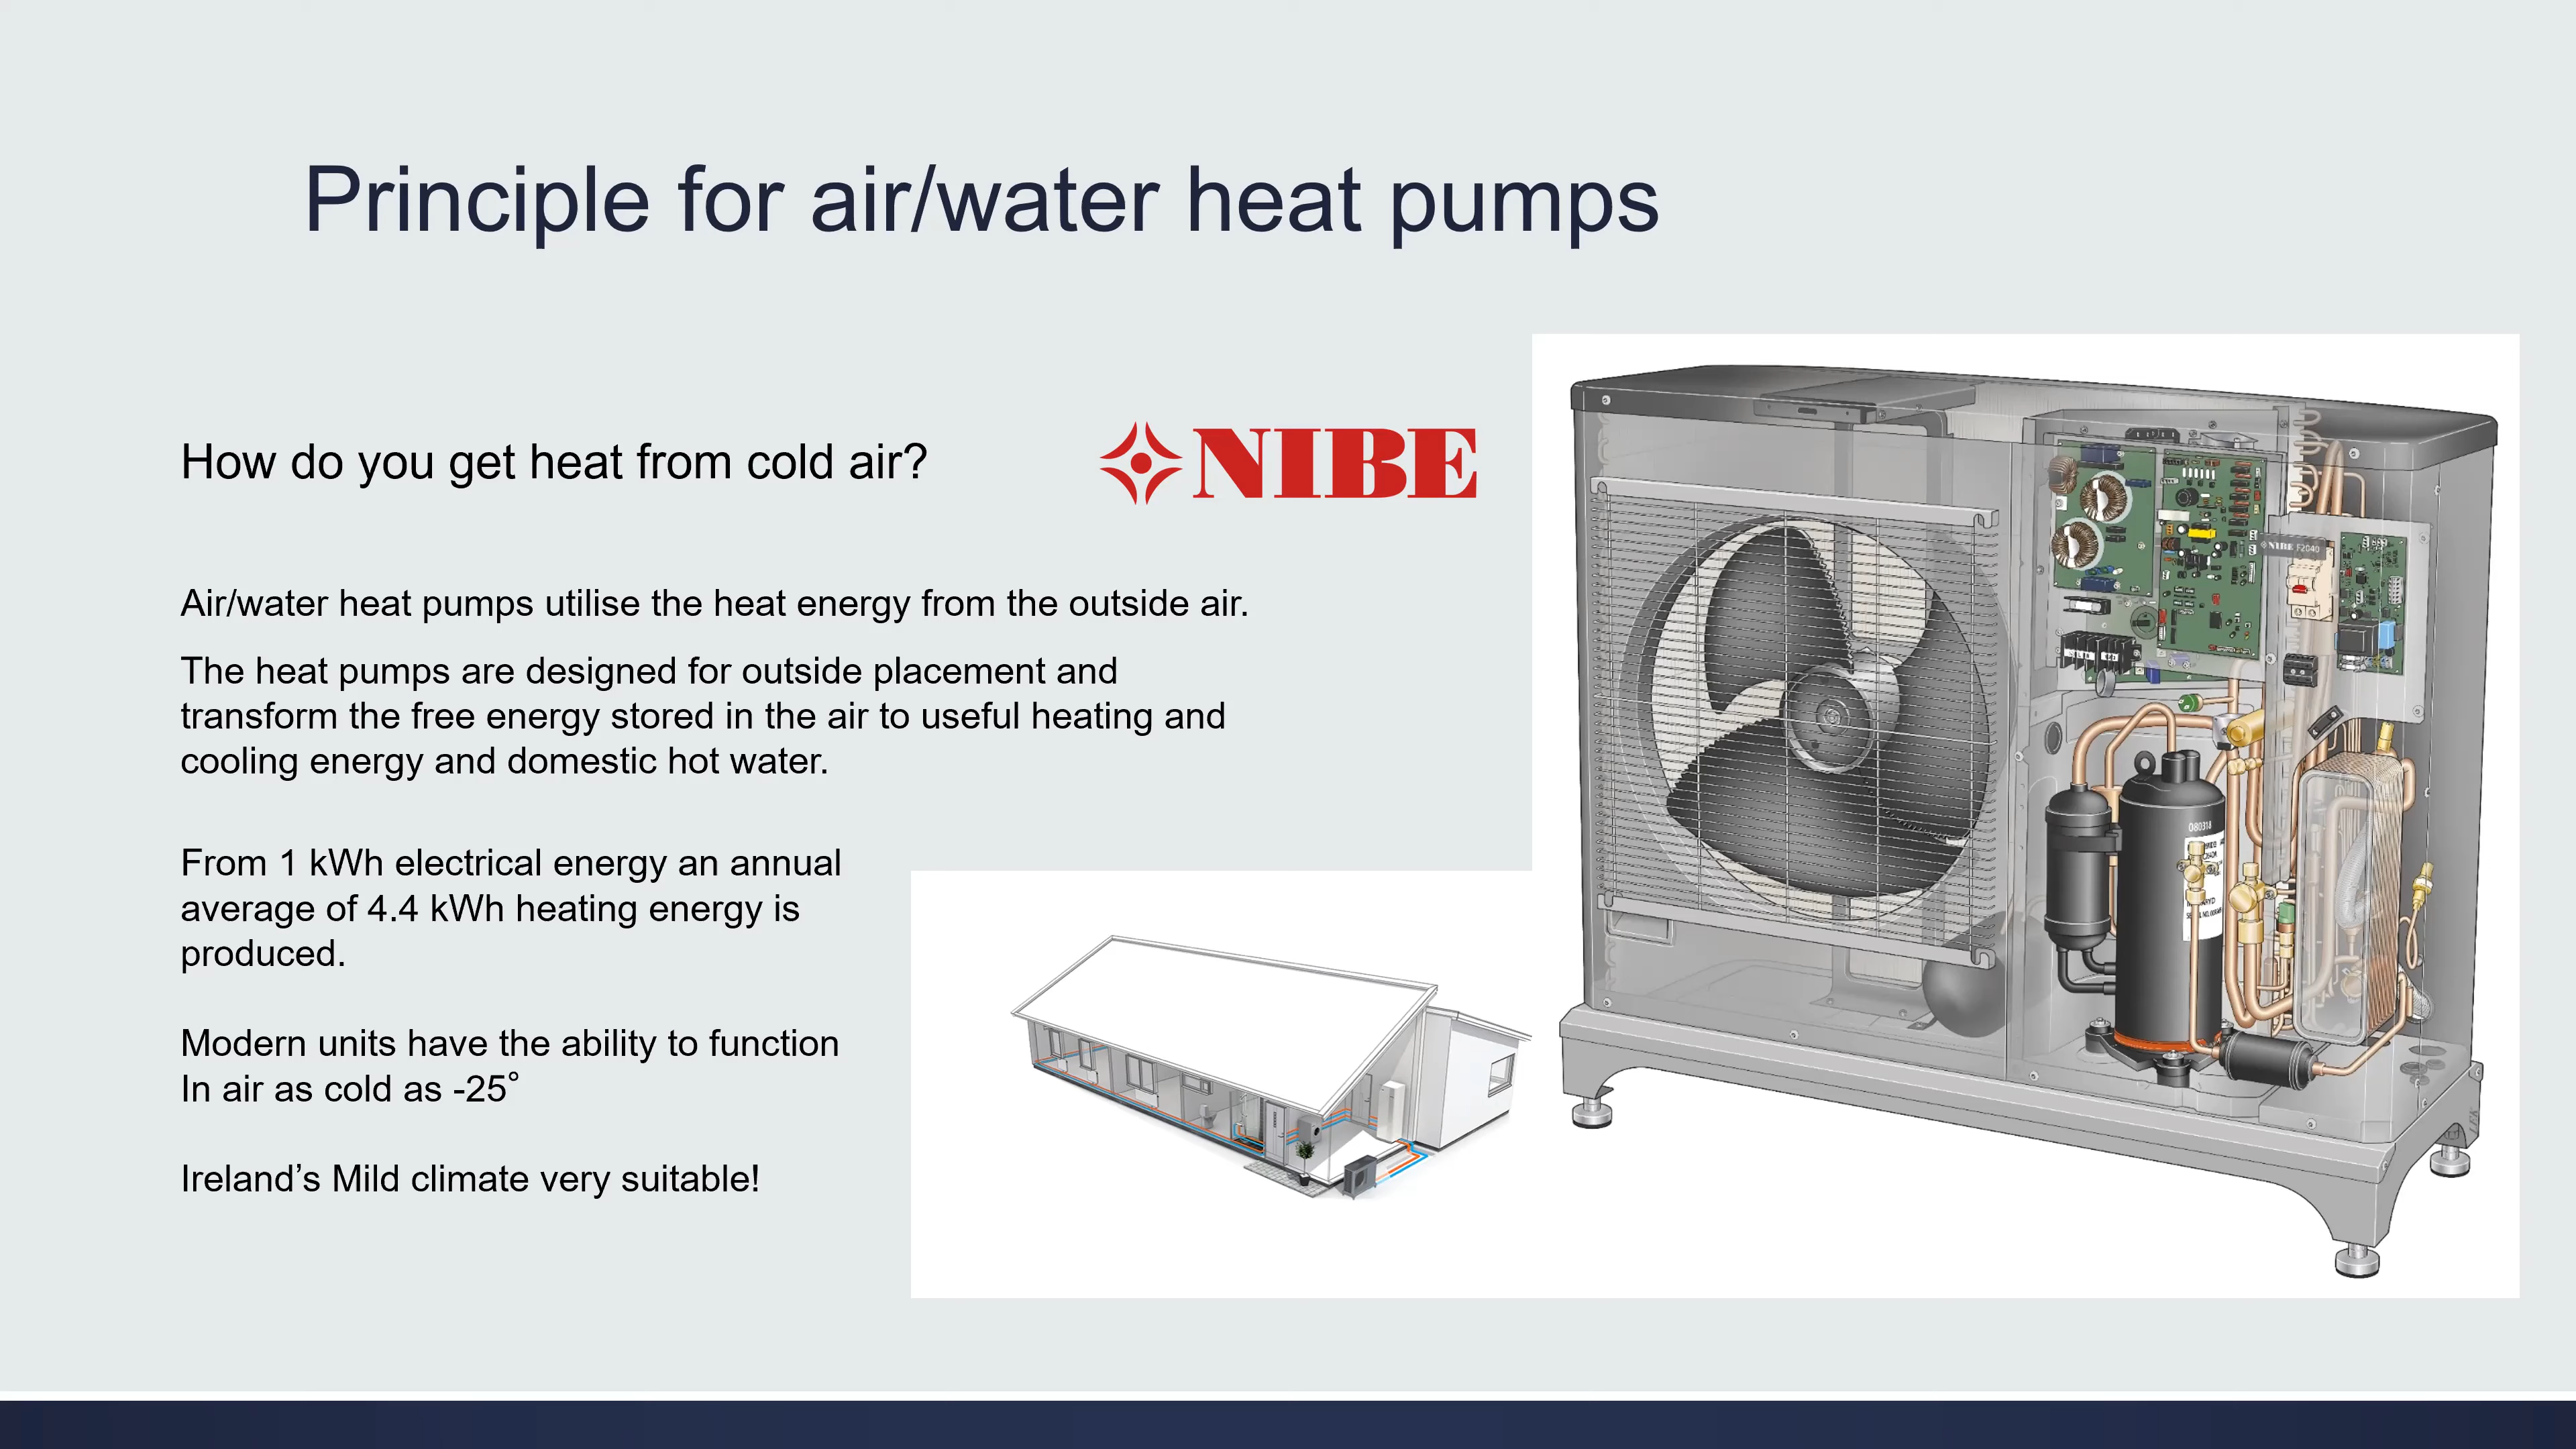 Principle for air/water heat pumps
How do you get heat from cold air?
NIBE
Air/water heat pumps utilise the heat energy from the outside air.
The heat pumps are designed for outside placement and
transform the free energy stored in the air to useful heating and
cooling energy and domestic hot water.
From 1 kWh electrical energy an annual
average of 4.4 kWh heating energy is
produced.
Modern units have the ability to function
In air as cold as -25°
Ireland’s Mild climate very suitable!
NIBE F2040
080318